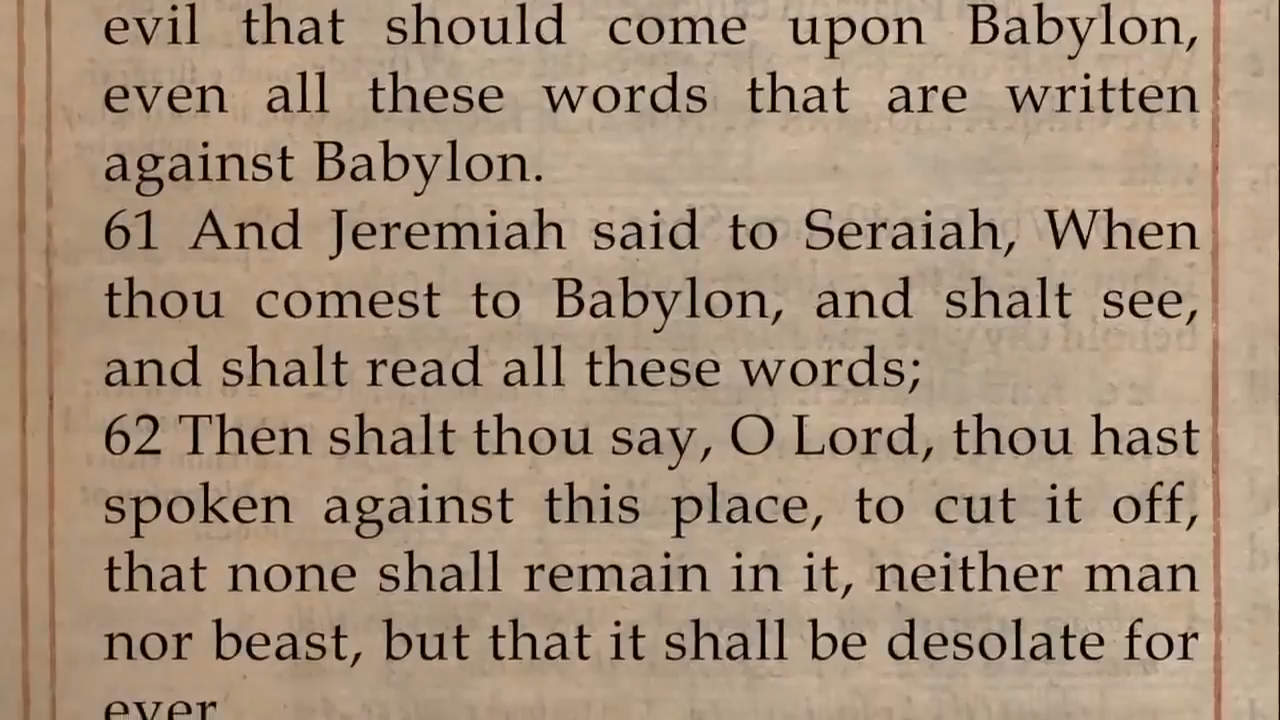 evil that should come upon Babylon,
even all these words that are written
against Babylon.
61 And Jeremiah said to Seraiah, When
thou comest to Babylon, and shalt see,
and shalt read all these words;
62 Then shalt thou say, O Lord, thou hast
spoken against this place, to cut it off,
that none shall remain in it, neither man
nor beast, but that it shall be desolate for
ever